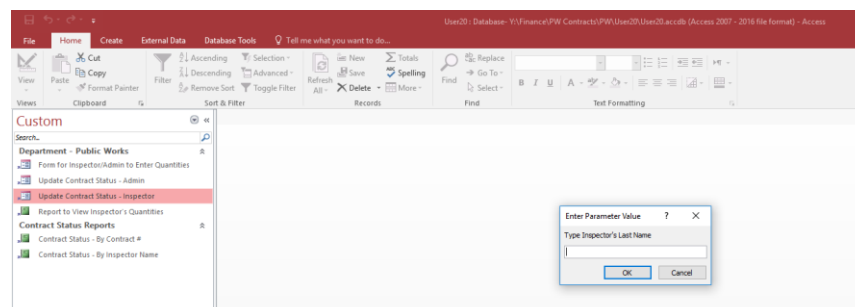 User20 : Database- Y:\Finance\PW Contracts\PW\User20\User20.accdb (Access 2007 - 2016 file format) - Access
File Home Create External Data Database Tools Tell me what you want to do...
View
Views
Paste
Cut
Copy
Format Painter
Clipboard
Filter
Ascending
Descending
Remove Sort
Selection
Advanced
Toggle Filter
Sort & Filter
Refresh
All
New
Save
Delete
Totals
Spelling
More
Records
Find
Replace
Go To
Select
Find
B I U A
Text Formatting
Custom
Search...
Department - Public Works
Form for Inspector/Admin to Enter Quantities
Update Contract Status - Admin
Update Contract Status - Inspector
Report to View Inspector's Quantities
Contract Status Reports
Contract Status - By Contract #
Contract Status - By Inspector Name
Enter Parameter Value ? X
Type Inspector's Last Name
OK Cancel